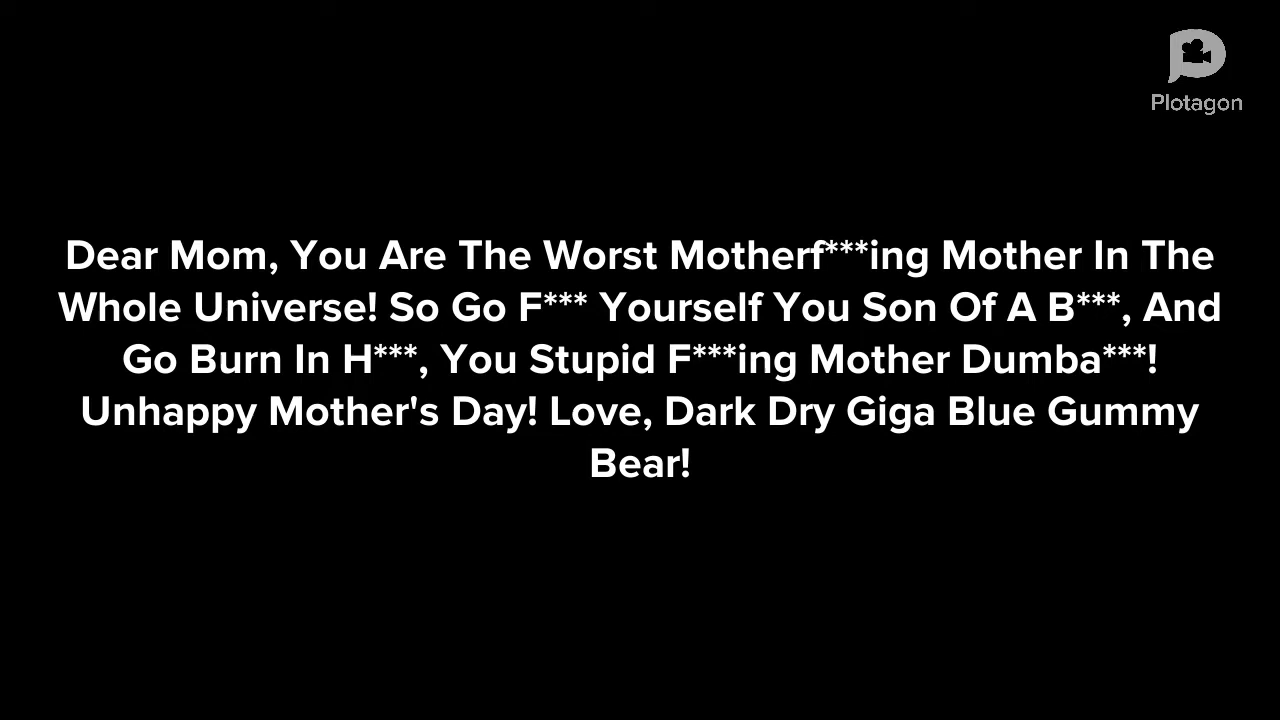 Plotagon
Dear Mom, You Are The Worst Motherf***ing Mother In The
Whole Universe! So Go F*** Yourself You Son Of A B***, And
Go Burn In H***, You Stupid F***ing Mother Dumba***!
Unhappy Mother's Day! Love, Dark Dry Giga Blue Gummy
Bear!